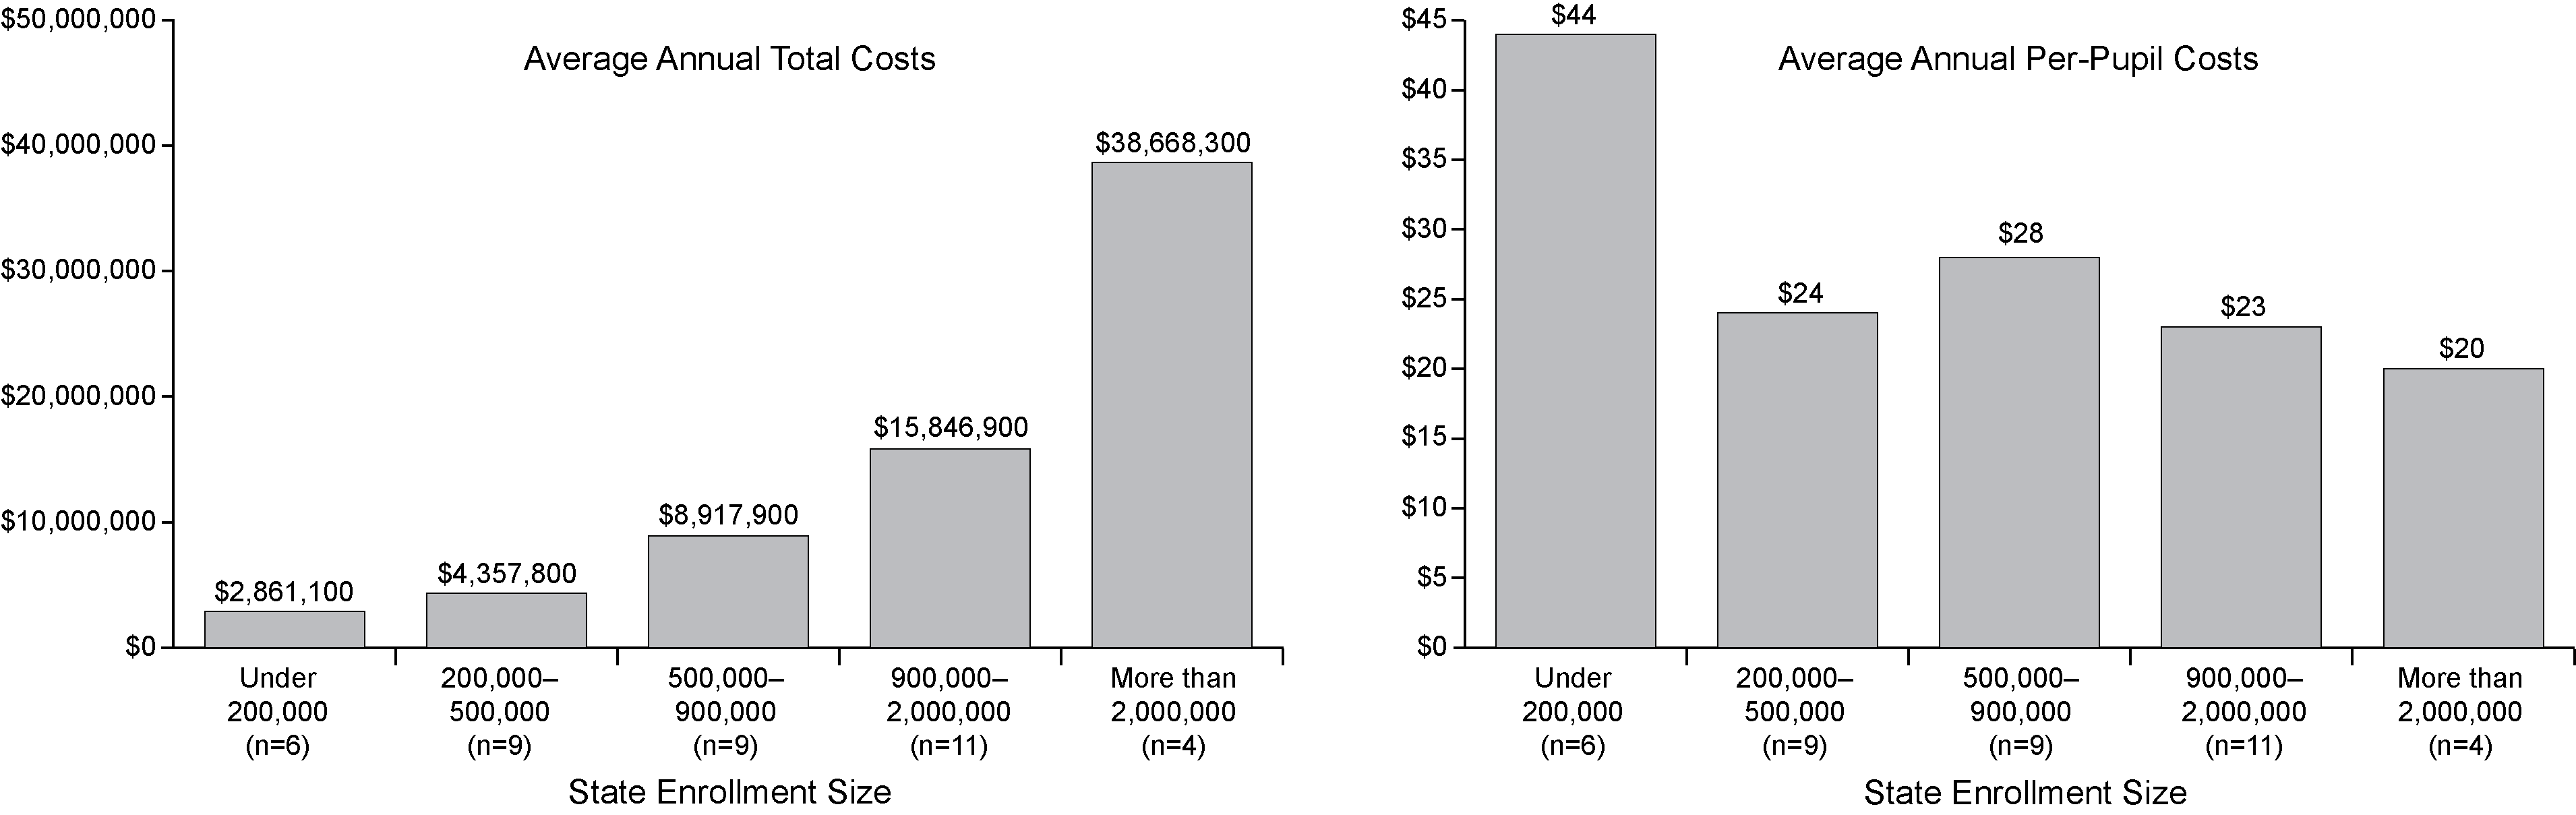 Average Annual Total Costs
$50,000,000
$40,000,000
$30,000,000
$20,000,000
$10,000,000
$0
$2,861,100
$4,357,800
$8,917,900
$15,846,900
$38,668,300
Under
200,000
(n=6)
200,000–
500,000
(n=9)
500,000–
900,000
(n=9)
900,000–
2,000,000
(n=11)
More than
2,000,000
(n=4)
State Enrollment Size
Average Annual Per-Pupil Costs
$45
$40
$35
$30
$25
$20
$15
$10
$5
$0
$44
$24
$28
$23
$20
Under
200,000
(n=6)
200,000–
500,000
(n=9)
500,000–
900,000
(n=9)
900,000–
2,000,000
(n=11)
More than
2,000,000
(n=4)
State Enrollment Size